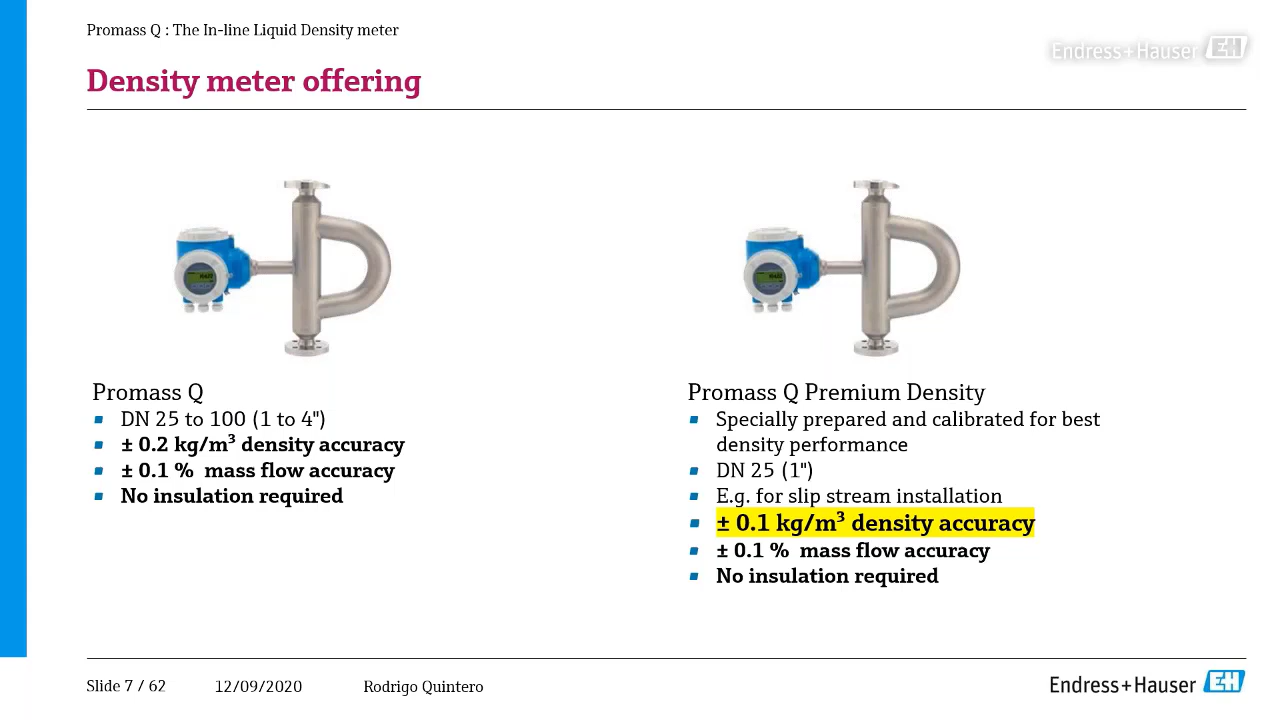 Promass Q : The In-line Liquid Density meter
Endress+Hauser EH
Density meter offering
Promass Q
DN 25 to 100 (1 to 4")
± 0.2 kg/m³ density accuracy
± 0.1 % mass flow accuracy
No insulation required
Promass Q Premium Density
Specially prepared and calibrated for best
density performance
DN 25 (1")
E.g. for slip stream installation
± 0.1 kg/m³ density accuracy
± 0.1 % mass flow accuracy
No insulation required
Slide 7 / 62 12/09/2020 Rodrigo Quintero
Endress+Hauser EH